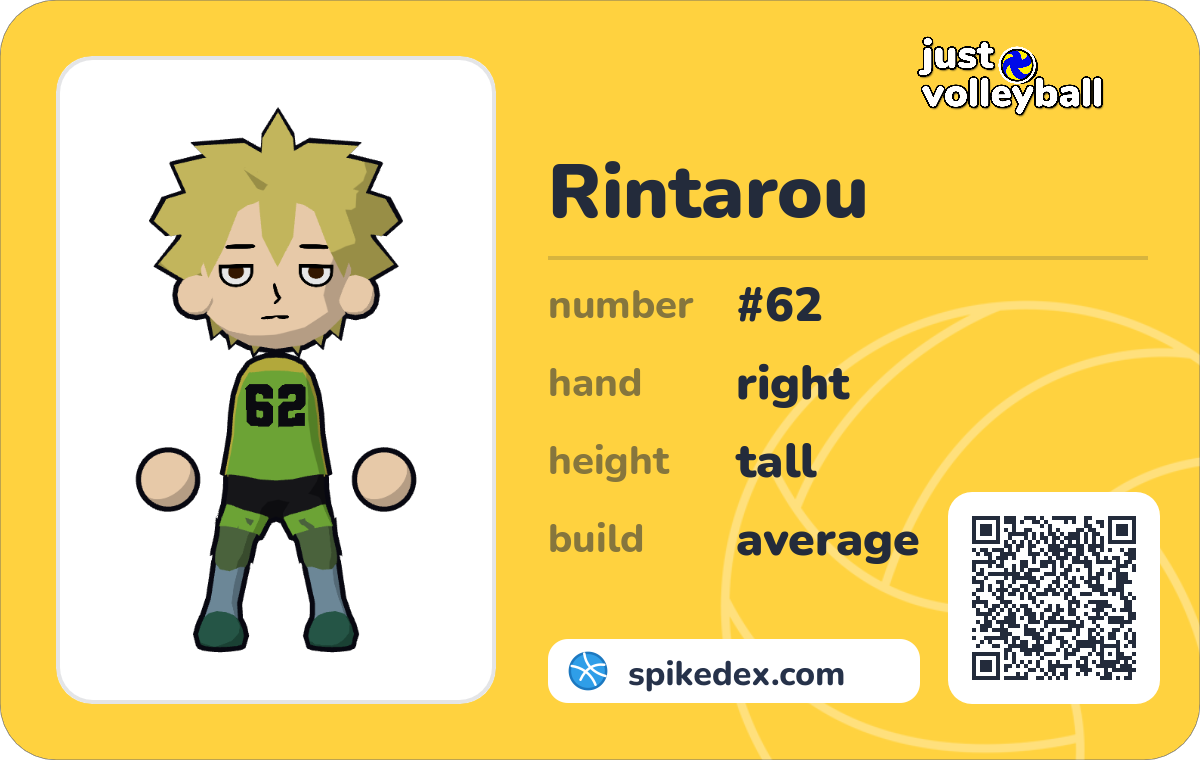 just
volleyball
Rintarou
number #62
hand right
height tall
build average
62
spikedex.com